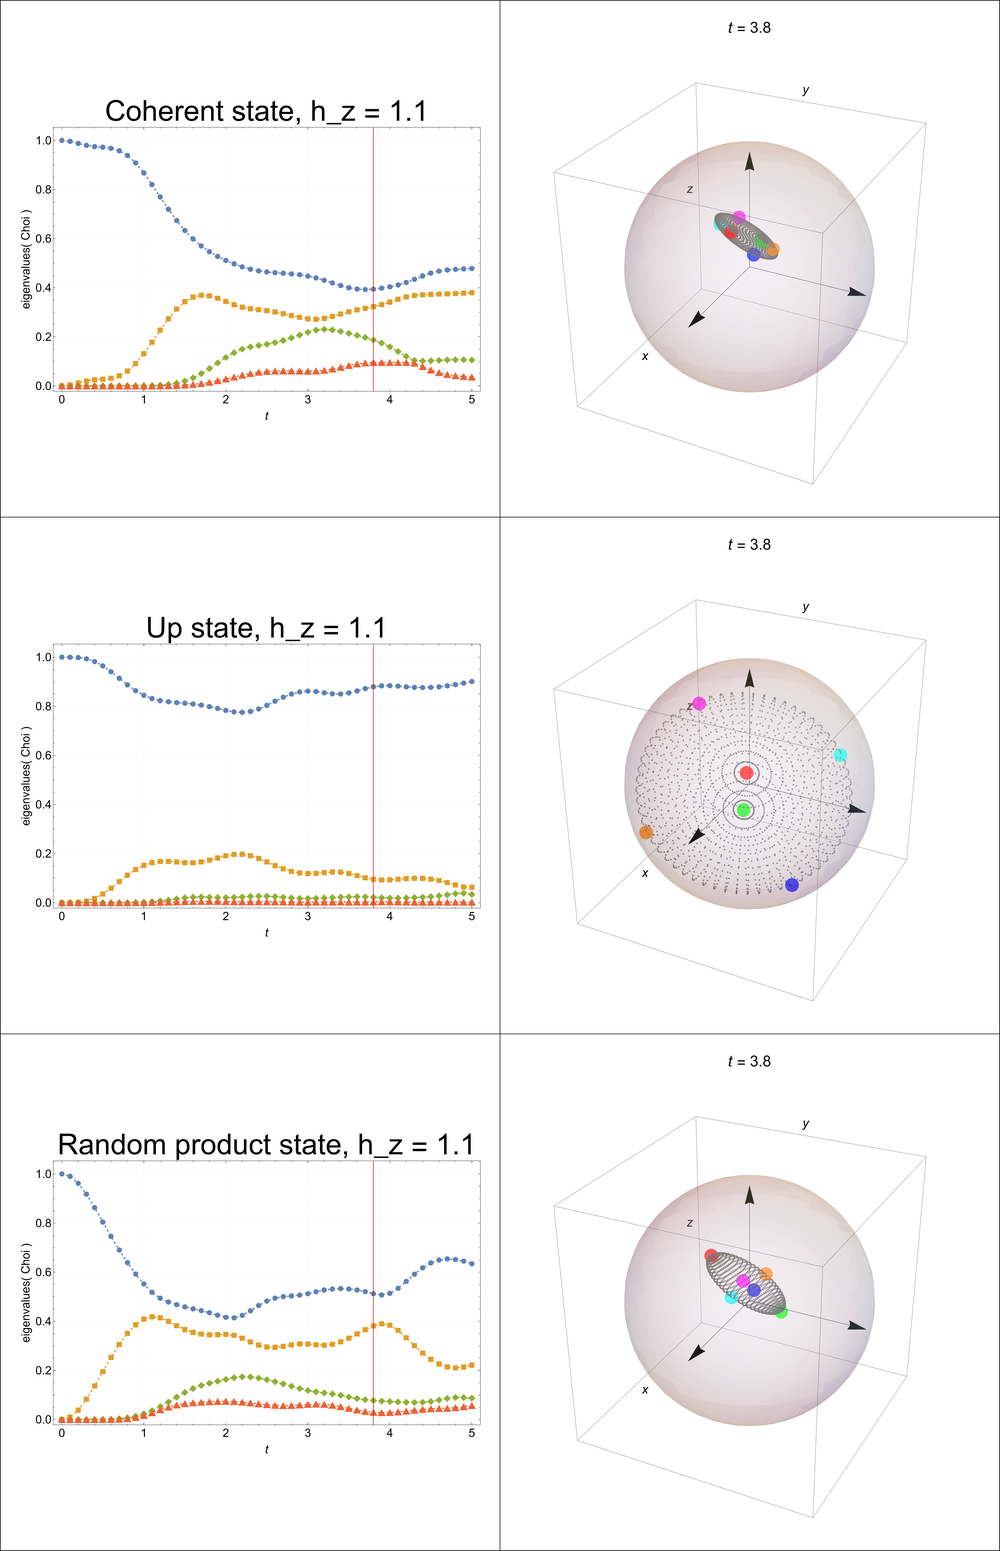 t = 3.8
Coherent state, h_z = 1.1
eigenvalues( Choi )
1.0
0.8
0.6
0.4
0.2
0.0
0 1 2 3 4 5
t
y
z
x
t = 3.8
Up state, h_z = 1.1
eigenvalues( Choi )
1.0
0.8
0.6
0.4
0.2
0.0
0 1 2 3 4 5
t
y
z
x
t = 3.8
Random product state, h_z = 1.1
eigenvalues( Choi )
1.0
0.8
0.6
0.4
0.2
0.0
0 1 2 3 4 5
t
y
z
x